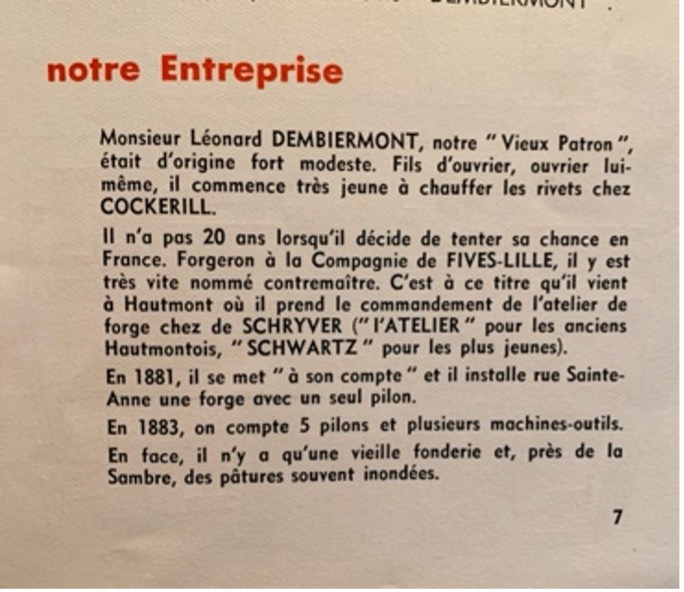 DEMBIERMONT .
notre Entreprise
Monsieur Léonard DEMBIERMONT, notre " Vieux Patron ",
était d'origine fort modeste. Fils d'ouvrier, ouvrier lui-
même, il commence très jeune à chauffer les rivets chez
COCKERILL.
Il n'a pas 20 ans lorsqu'il décide de tenter sa chance en
France. Forgeron à la Compagnie de FIVES-LILLE, il y est
très vite nommé contremaître. C'est à ce titre qu'il vient
à Hautmont où il prend le commandement de l'atelier de
forge chez de SCHRYVER (" l'ATELIER " pour les anciens
Hautmontois, " SCHWARTZ " pour les plus jeunes).
En 1881, il se met " à son compte " et il installe rue Sainte-
Anne une forge avec un seul pilon.
En 1883, on compte 5 pilons et plusieurs machines-outils.
En face, il n'y a qu'une vieille fonderie et, près de la
Sambre, des pâtures souvent inondées.
7